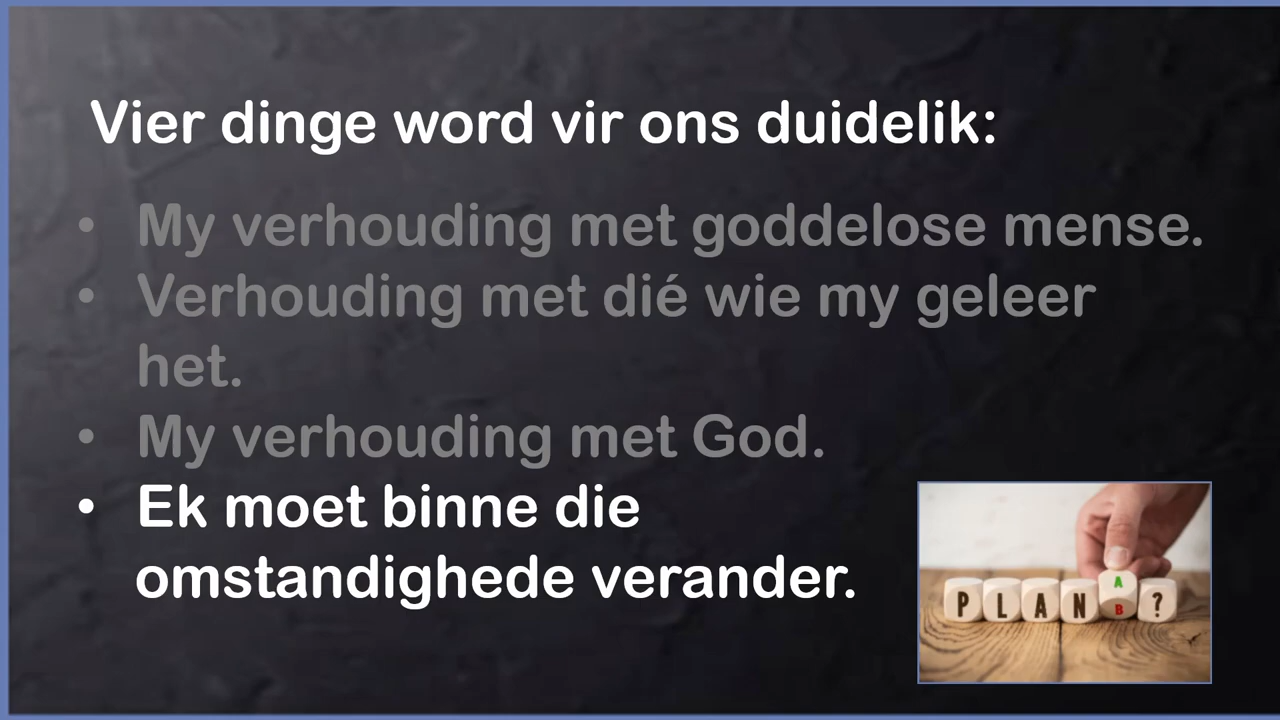 Vier dinge word vir ons duidelik:
• My verhouding met goddelose mense.
• Verhouding met dié wie my geleer
het.
• My verhouding met God.
• Ek moet binne die
omstandighede verander.
A
PLAN B ?